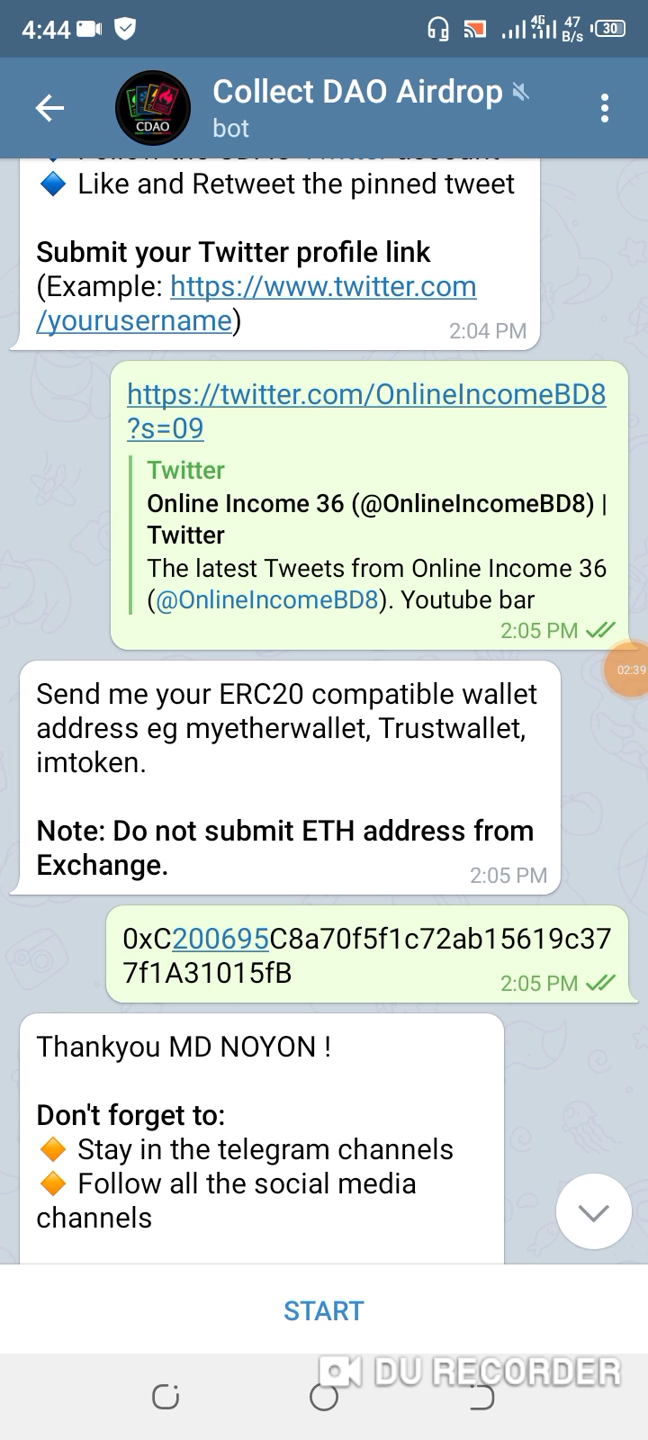 4:44
4G
47
B/s
30
Collect DAO Airdrop
CDAO
bot
Like and Retweet the pinned tweet
Submit your Twitter profile link
(Example: https://www.twitter.com
/yourusername)
2:04 PM
https://twitter.com/OnlineIncomeBD8
?s=09
Twitter
Online Income 36 (@OnlineIncomeBD8) |
Twitter
The latest Tweets from Online Income 36
(@OnlineIncomeBD8). Youtube bar
2:05 PM
02:39
Send me your ERC20 compatible wallet
address eg myetherwallet, Trustwallet,
imtoken.
Note: Do not submit ETH address from
Exchange.
2:05 PM
0xC200695C8a70f5f1c72ab15619c37
7f1A31015fB
2:05 PM
Thankyou MD NOYON !
Don't forget to:
Stay in the telegram channels
Follow all the social media
channels
START
DU RECORDER